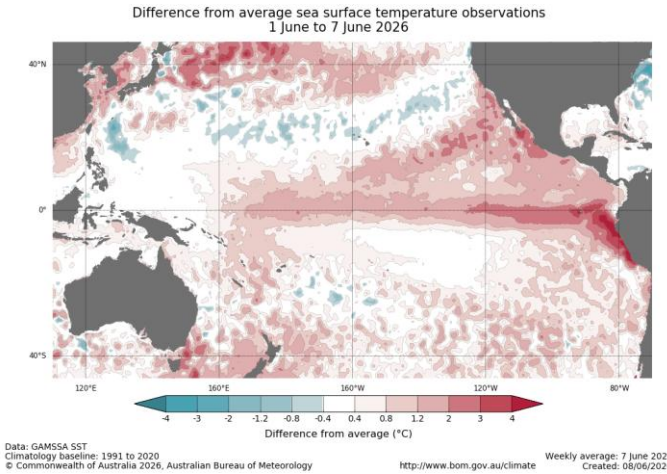 Difference from average sea surface temperature observations
1 June to 7 June 2026
40°N
0°
40°S
120°E 160°E 160°W 120°W 80°W
-4 -3 -2 -1.2 -0.8 -0.4 0.4 0.8 1.2 2 3 4
Difference from average (°C)
Data: GAMSSA SST
Climatology baseline: 1991 to 2020
Weekly average: 7 June 202
© Commonwealth of Australia 2026, Australian Bureau of Meteorology
http://www.bom.gov.au/climate
Created: 08/06/202